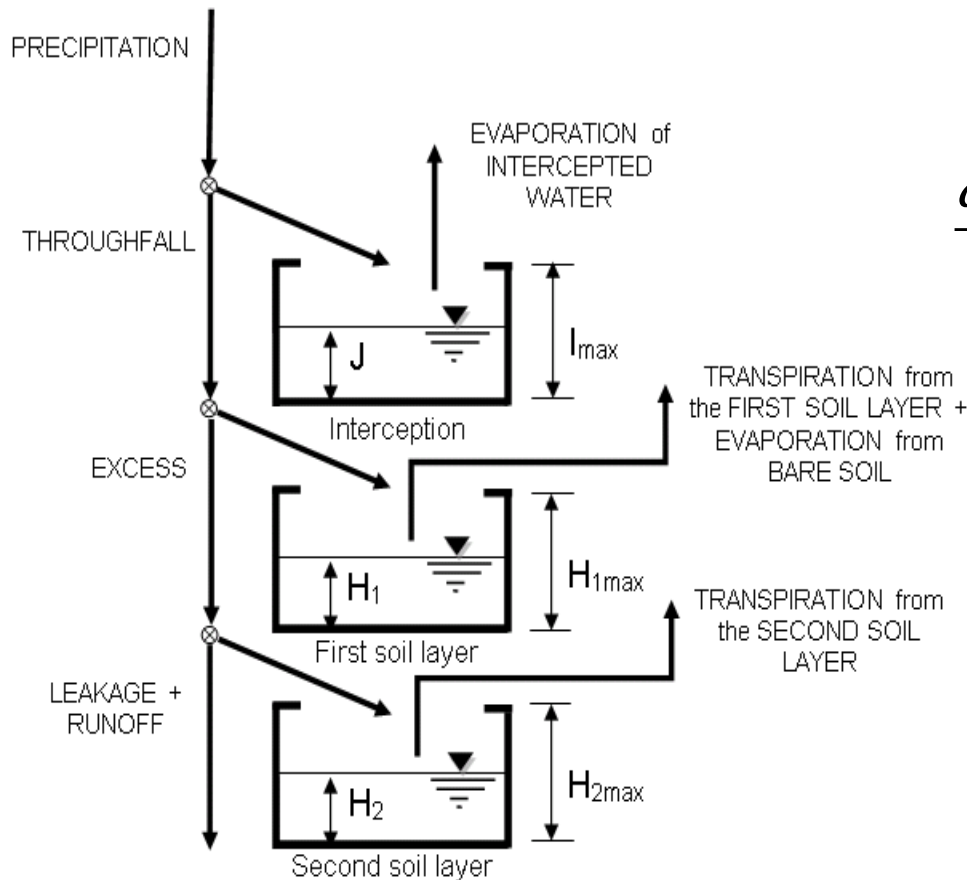 PRECIPITATION
EVAPORATION of
INTERCEPTED
WATER
THROUGHFALL
J
Imax
Interception
TRANSPIRATION from
the FIRST SOIL LAYER +
EVAPORATION from
BARE SOIL
EXCESS
H1
H1max
First soil layer
TRANSPIRATION from
the SECOND SOIL
LAYER
LEAKAGE +
RUNOFF
H2
H2max
Second soil layer